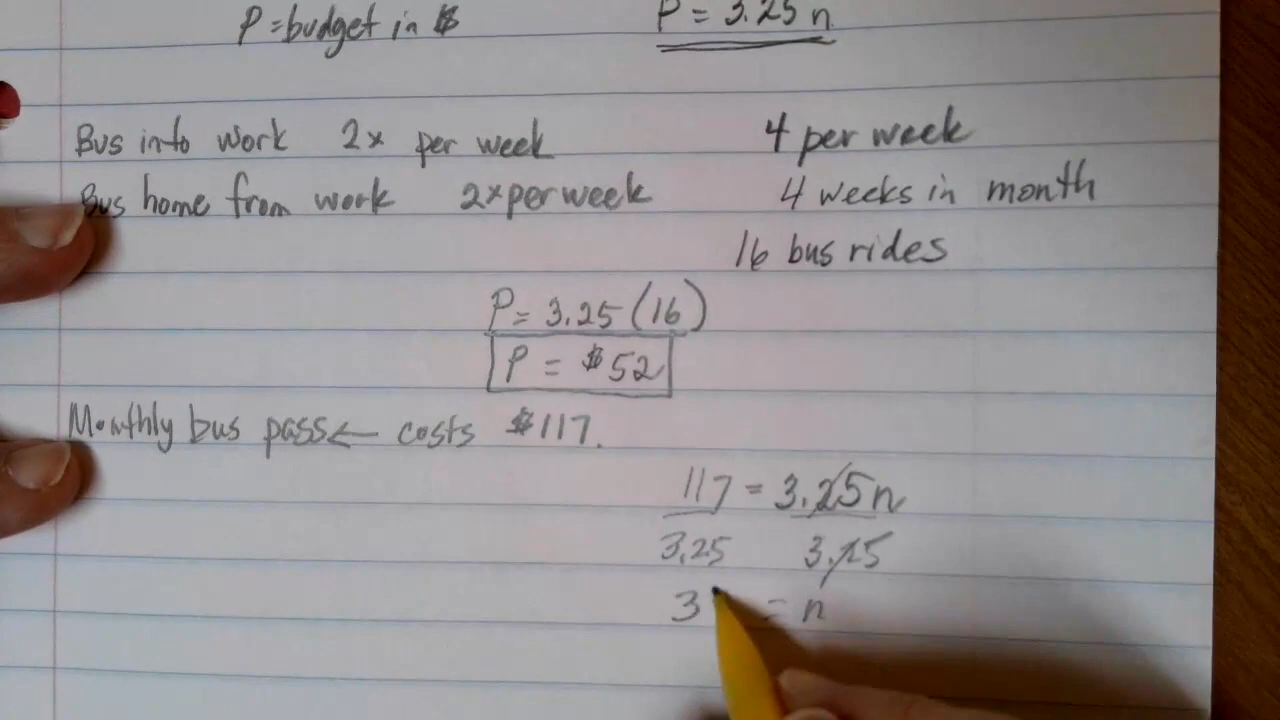 P = budget in $ P = 3.25 n
Bus into work 2x per week 4 per week
Bus home from work 2x per week 4 weeks in month
16 bus rides
P = 3.25 (16)
P = $52
Monthly bus pass ← costs $117.
117 = 3.25n
3.25 3.25
3 = n